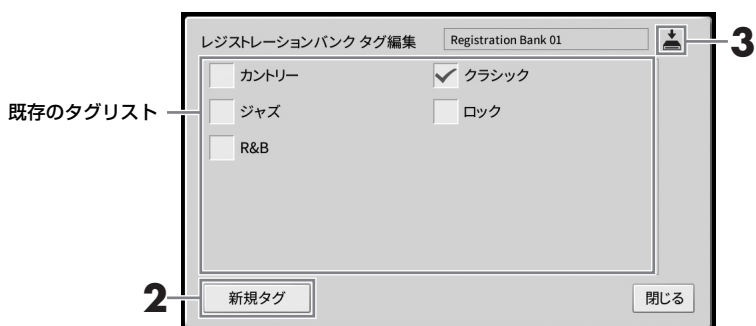 レジストレーションバンク タグ編集 Registration Bank 01 3
カントリー クラシック
既存のタグリスト ジャズ ロック
R&B
2 新規タグ 閉じる